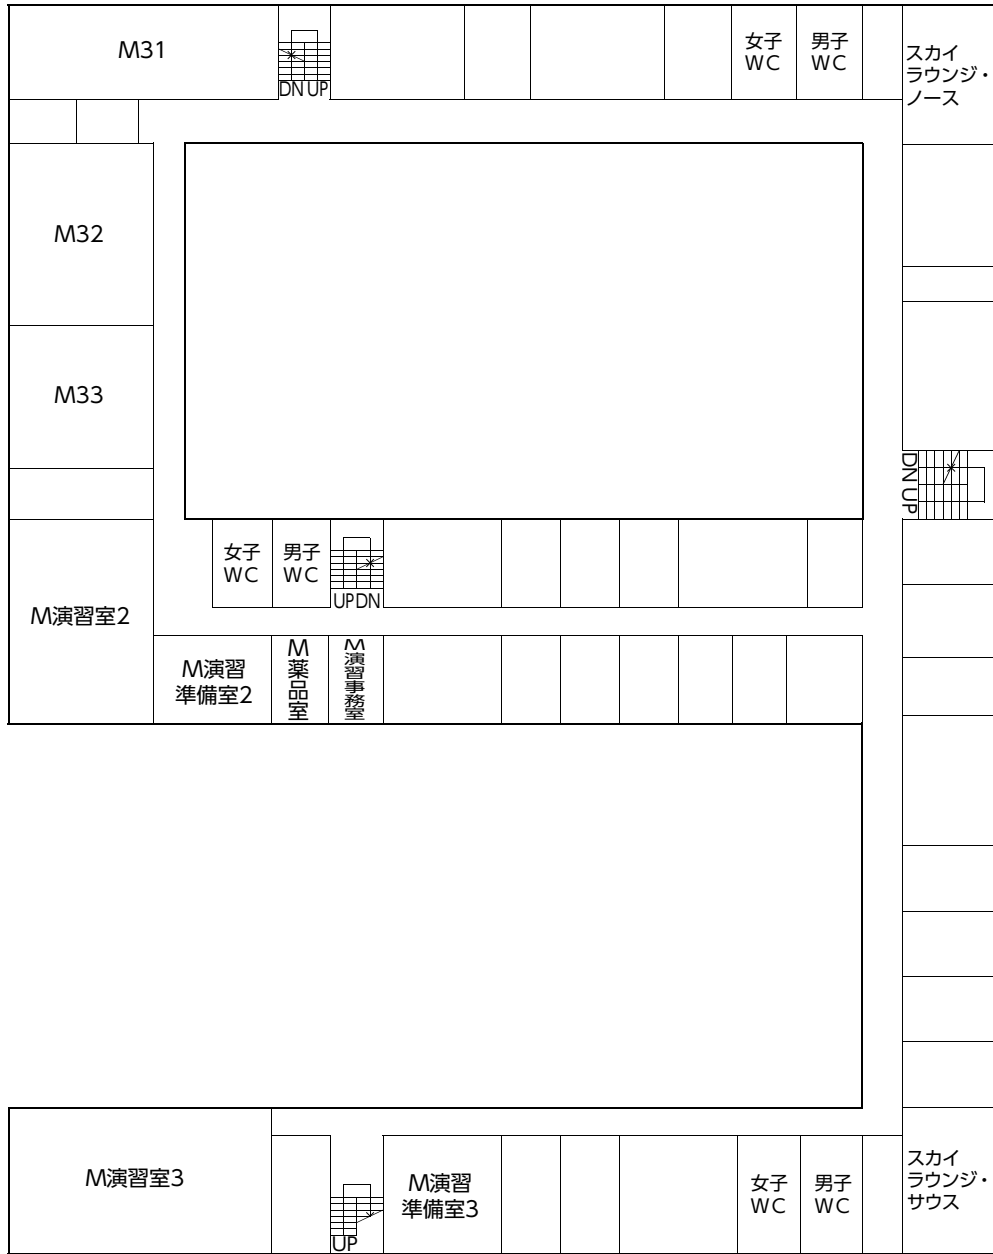 M31
DN UP
女子
WC
男子
WC
スカイ
ラウンジ・
ノース
M32
M33
DN UP
女子
WC
男子
WC
UPDN
M演習室2
M演習
準備室2
M薬品室
M演習事務室
M演習室3
UP
M演習
準備室3
女子
WC
男子
WC
スカイ
ラウンジ・
サウス